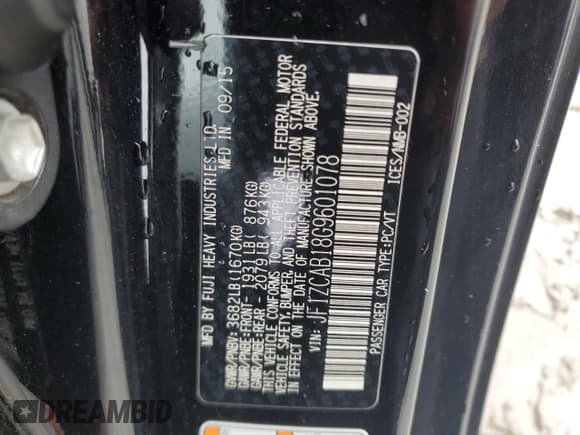 MFD BY FUJI HEAVY INDUSTRIES LTD. MFD IN 09/15
GVWR/PNBV: 3682LB(1670KG)
GAWR/PNBE:FRONT- 1931LB( 876KG)
GAWR/PNBE:REAR - 2079LB( 943KG)
THIS VEHICLE CONFORMS TO ALL APPLICABLE FEDERAL MOTOR
VEHICLE SAFETY, BUMPER, AND THEFT PREVENTION STANDARDS
IN EFFECT ON THE DATE OF MANUFACTURE SHOWN ABOVE.
VIN: JF1ZCAB18G9601078
PASSENGER CAR TYPE:PC/VT ICES/NMB-002
DREAMBID